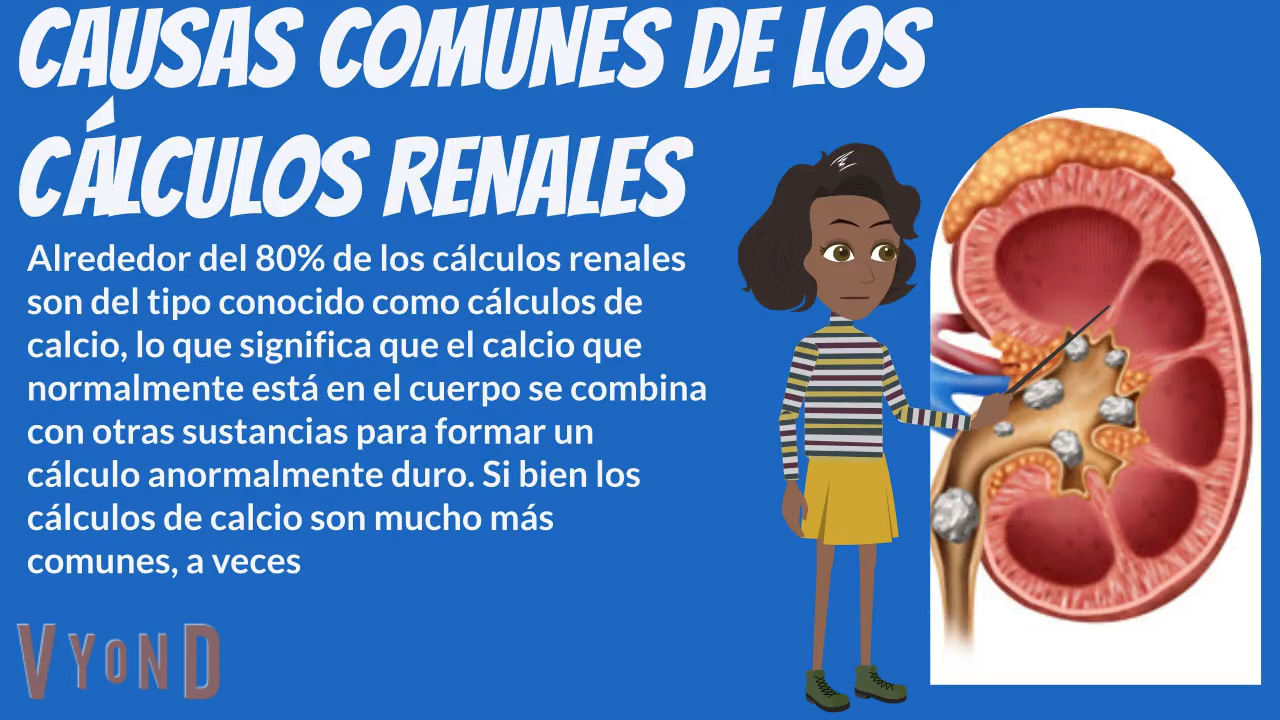 CAUSAS COMUNES DE LOS
CÁLCULOS RENALES
Alrededor del 80% de los cálculos renales
son del tipo conocido como cálculos de
calcio, lo que significa que el calcio que
normalmente está en el cuerpo se combina
con otras sustancias para formar un
cálculo anormalmente duro. Si bien los
cálculos de calcio son mucho más
comunes, a veces
VYOND